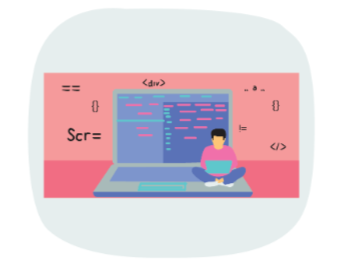 == <div> _ a _
{} {}
Scr= !=
</>